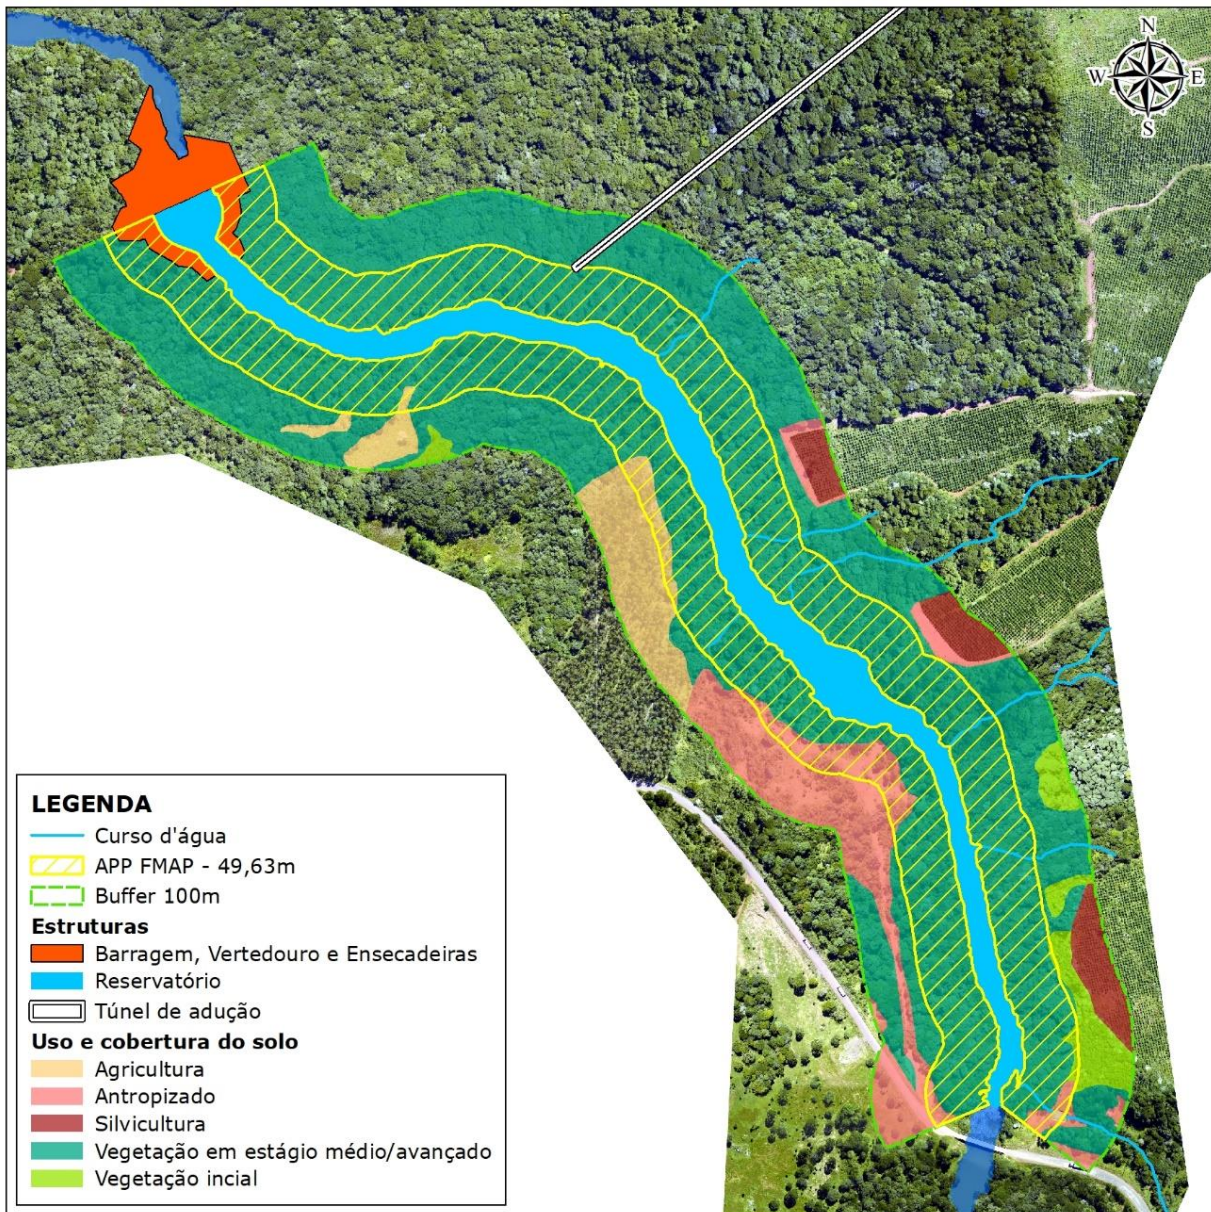 N
W E
S
LEGENDA
Curso d'água
APP FMAP - 49,63m
Buffer 100m
Estruturas
Barragem, Vertedouro e Ensecadeiras
Reservatório
Túnel de adução
Uso e cobertura do solo
Agricultura
Antropizado
Silvicultura
Vegetação em estágio médio/avançado
Vegetação incial